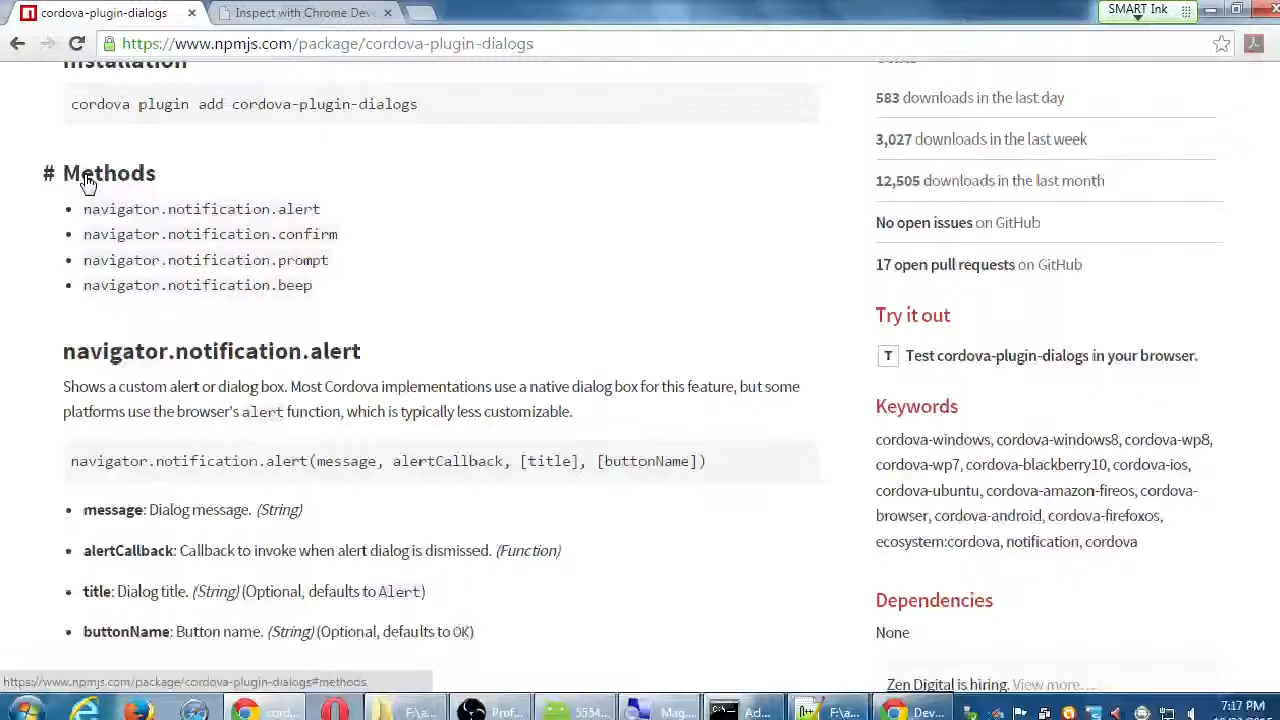 cordova-plugin-dialogs
Inspect with Chrome Deve
SMART Ink
https://www.npmjs.com/package/cordova-plugin-dialogs
Installation
cordova plugin add cordova-plugin-dialogs
# Methods
• navigator.notification.alert
• navigator.notification.confirm
• navigator.notification.prompt
• navigator.notification.beep
navigator.notification.alert
Shows a custom alert or dialog box. Most Cordova implementations use a native dialog box for this feature, but some
platforms use the browser's alert function, which is typically less customizable.
navigator.notification.alert(message, alertCallback, [title], [buttonName])
• message: Dialog message. (String)
• alertCallback: Callback to invoke when alert dialog is dismissed. (Function)
• title: Dialog title. (String) (Optional, defaults to Alert)
• buttonName: Button name. (String) (Optional, defaults to OK)
583 downloads in the last day
3,027 downloads in the last week
12,505 downloads in the last month
No open issues on GitHub
17 open pull requests on GitHub
Try it out
T Test cordova-plugin-dialogs in your browser.
Keywords
cordova-windows, cordova-windows8, cordova-wp8,
cordova-wp7, cordova-blackberry10, cordova-ios,
cordova-ubuntu, cordova-amazon-fireos, cordova-
browser, cordova-android, cordova-firefoxos,
ecosystem:cordova, notification, cordova
Dependencies
None
Zen Digital is hiring. View more...
https://www.npmjs.com/package/cordova-plugin-dialogs#methods
cord...
F:\a...
Prof...
5554...
Mag...
Ad...
F:\a...
Dev...
7:17 PM